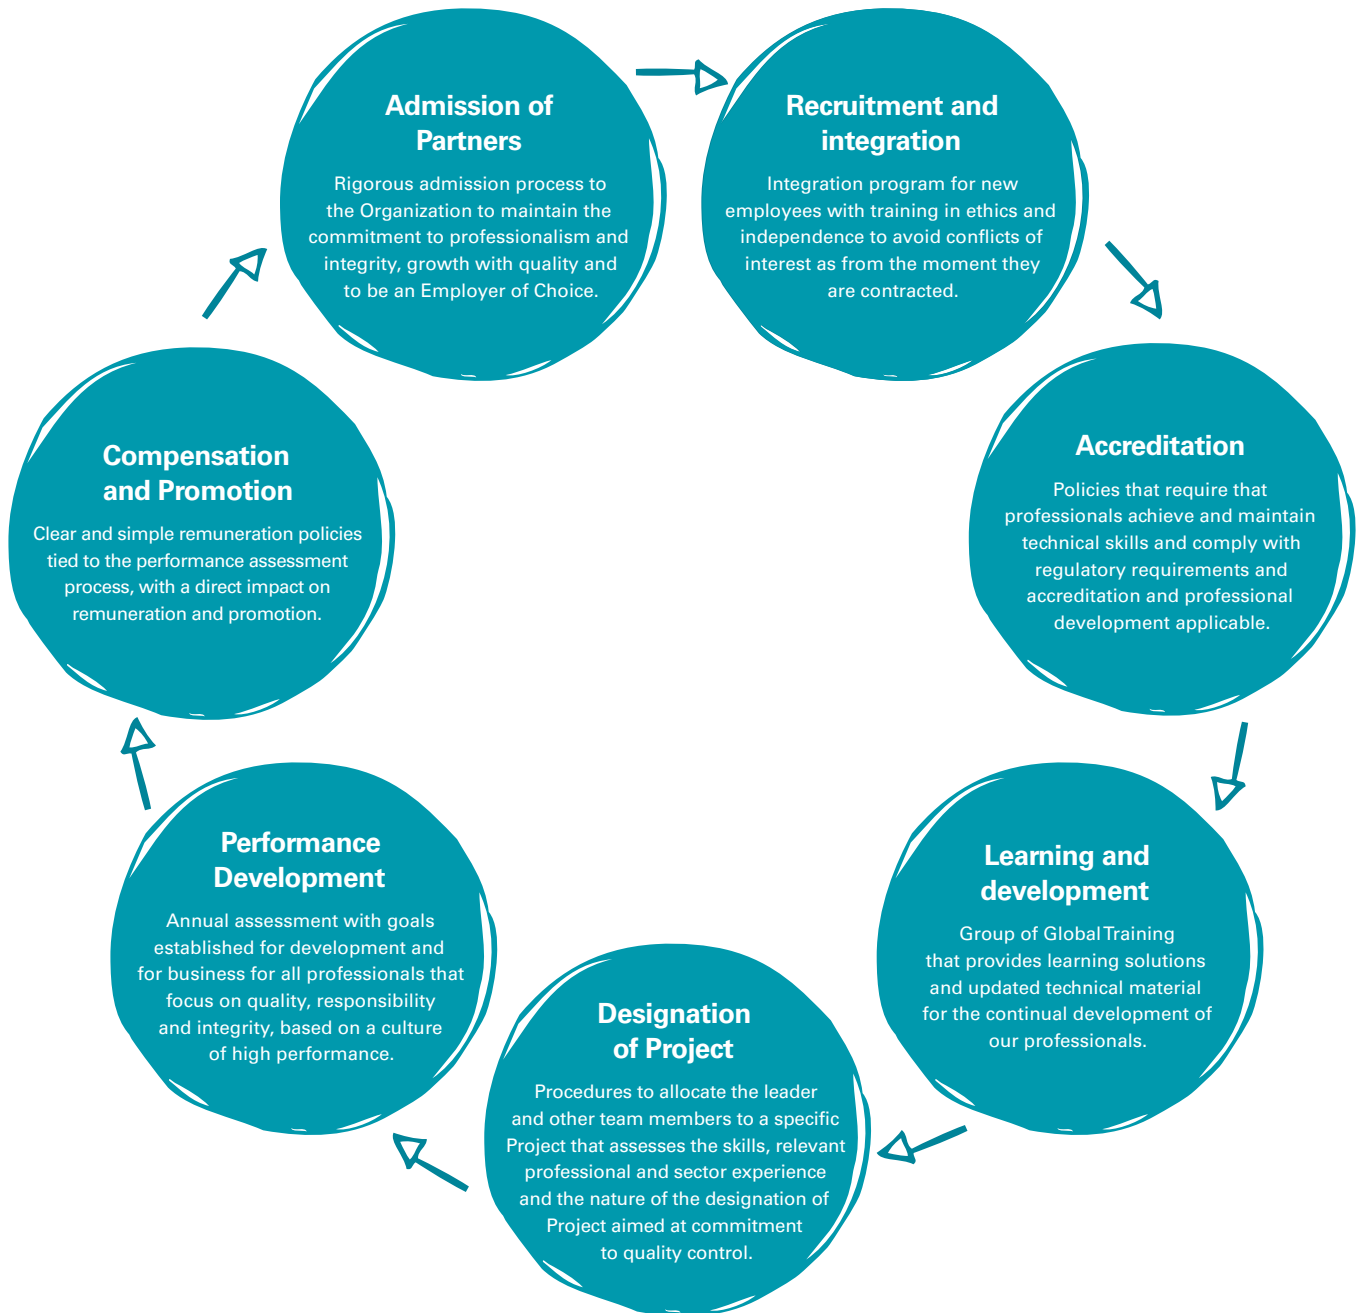 Admission of
Partners
Rigorous admission process to
the Organization to maintain the
commitment to professionalism and
integrity, growth with quality and
to be an Employer of Choice.
Recruitment and
integration
Integration program for new
employees with training in ethics and
independence to avoid conflicts of
interest as from the moment they
are contracted.
Accreditation
Policies that require that
professionals achieve and maintain
technical skills and comply with
regulatory requirements and
accreditation and professional
development applicable.
Learning and
development
Group of Global Training
that provides learning solutions
and updated technical material
for the continual development of
our professionals.
Designation
of Project
Procedures to allocate the leader
and other team members to a specific
Project that assesses the skills, relevant
professional and sector experience
and the nature of the designation of
Project aimed at commitment
to quality control.
Performance
Development
Annual assessment with goals
established for development and
for business for all professionals that
focus on quality, responsibility
and integrity, based on a culture
of high performance.
Compensation
and Promotion
Clear and simple remuneration policies
tied to the performance assessment
process, with a direct impact on
remuneration and promotion.